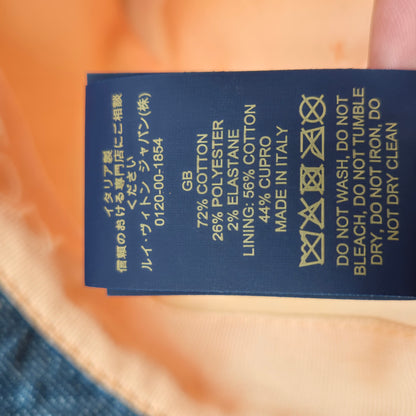 イタリア製
信頼のおける専門店にご相談
ください
ルイ・ヴィトン ジャパン(株)
0120-00-1854
GB
72% COTTON
26% POLYESTER
2% ELASTANE
LINING: 56% COTTON
44% CUPRO
MADE IN ITALY
DO NOT WASH, DO NOT
BLEACH, DO NOT TUMBLE
DRY, DO NOT IRON, DO
NOT DRY CLEAN